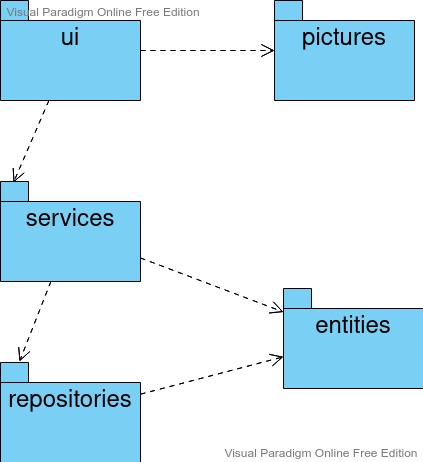 Visual Paradigm Online Free Edition
ui
pictures
services
entities
repositories
Visual Paradigm Online Free Edition